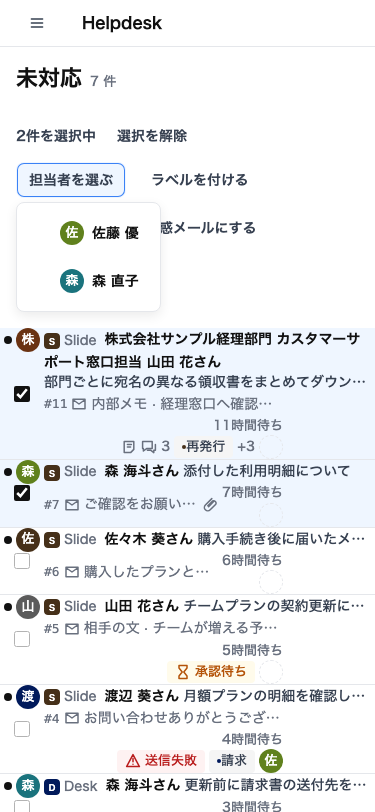 Helpdesk
未対応 7 件
2件を選択中 選択を解除
担当者を選ぶ ラベルを付ける
佐 佐藤 優
惑メールにする
森 森 直子
株 S Slide 株式会社サンプル経理部門 カスタマーサ
ポート窓口担当 山田 花さん
部門ごとに宛名の異なる領収書をまとめてダウン…
#11 内部メモ · 経理窓口へ確認…
11時間待ち
3 •再発行 +3
森 S Slide 森 海斗さん 添付した利用明細について
#7 ご確認をお願い… 7時間待ち
佐 S Slide 佐々木 葵さん 購入手続き後に届いたメ…
#6 購入したプランと… 6時間待ち
山 S Slide 山田 花さん チームプランの契約更新に…
#5 相手の文 · チームが増える予…
5時間待ち
承認待ち
渡 S Slide 渡辺 葵さん 月額プランの明細を確認し…
#4 お問い合わせありがとうござ…
4時間待ち
送信失敗 •請求 佐
森 D Desk 森 海斗さん 更新前に請求書の送付先を…
3時間待ち